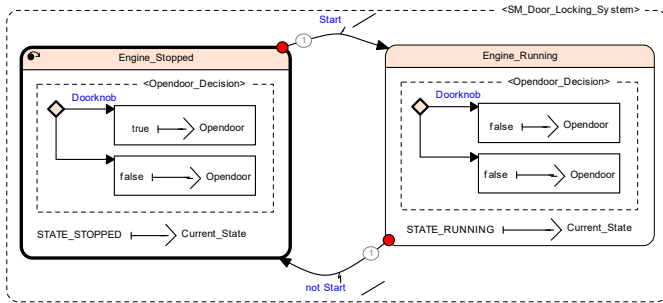 <SM_Door_Locking_System>
Start
1
Engine_Stopped
<Opendoor_Decision>
Doorknob
true Opendoor
false Opendoor
STATE_STOPPED Current_State
Engine_Running
<Opendoor_Decision>
Doorknob
false Opendoor
false Opendoor
STATE_RUNNING Current_State
1
not Start